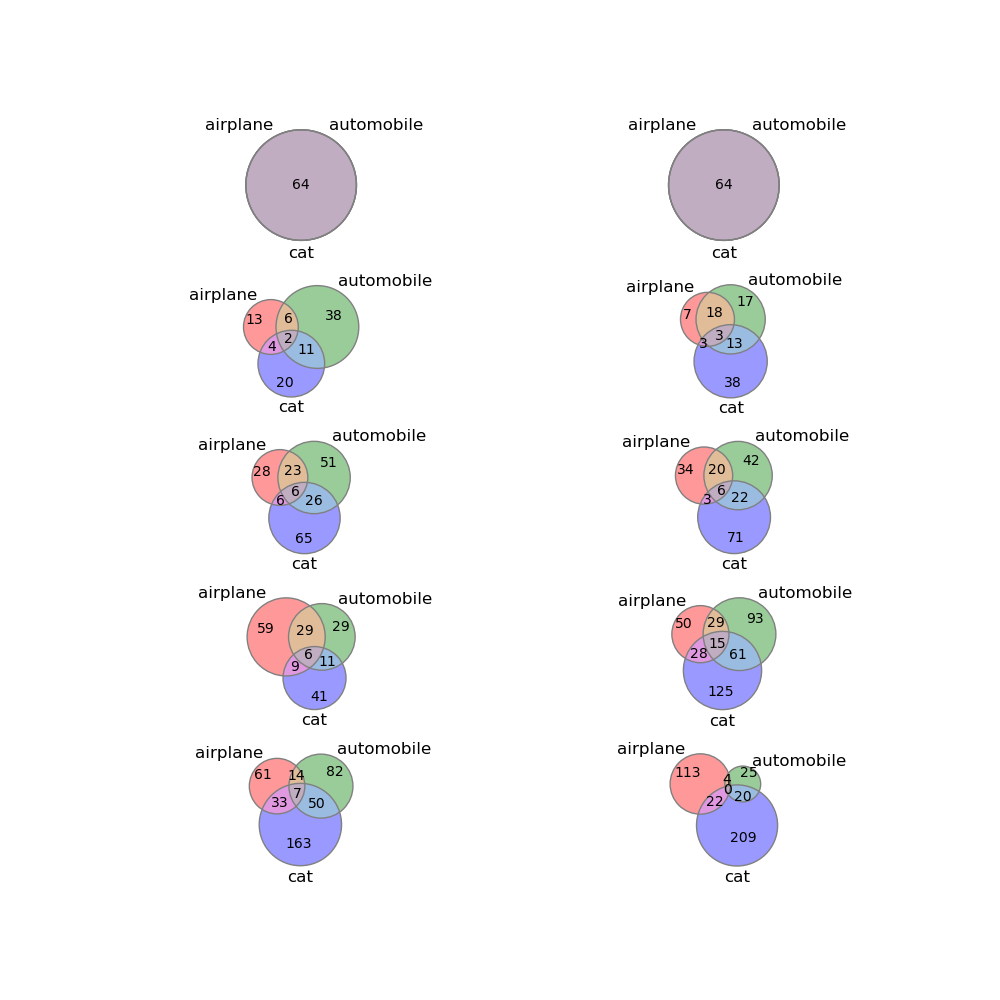 airplane automobile
64
cat
airplane automobile
64
cat
airplane automobile
13 6 38
2
4 11
20
cat
airplane automobile
7 18 17
3
3 13
38
cat
airplane automobile
28 23 51
6
6 26
65
cat
airplane automobile
34 20 42
6
3 22
71
cat
airplane automobile
59 29 29
6
9 11
41
cat
airplane automobile
50 29 93
15
28 61
125
cat
airplane automobile
61 14 82
7
33 50
163
cat
airplane automobile
113 4 25
0
22 20
209
cat